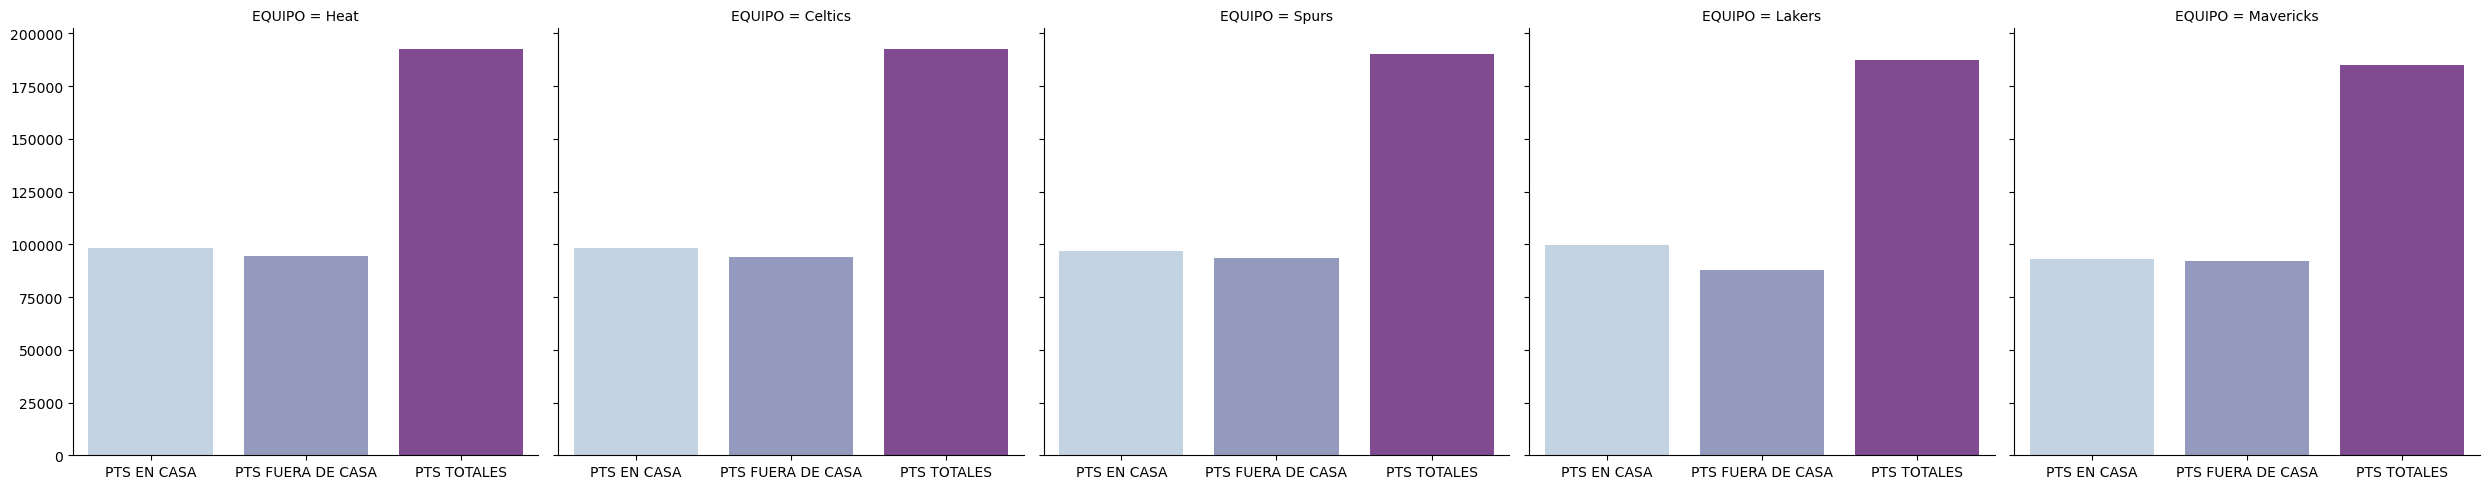 EQUIPO = Heat
EQUIPO = Celtics
EQUIPO = Spurs
EQUIPO = Lakers
EQUIPO = Mavericks
200000
175000
150000
125000
100000
75000
50000
25000
0
PTS EN CASA PTS FUERA DE CASA PTS TOTALES
PTS EN CASA PTS FUERA DE CASA PTS TOTALES
PTS EN CASA PTS FUERA DE CASA PTS TOTALES
PTS EN CASA PTS FUERA DE CASA PTS TOTALES
PTS EN CASA PTS FUERA DE CASA PTS TOTALES